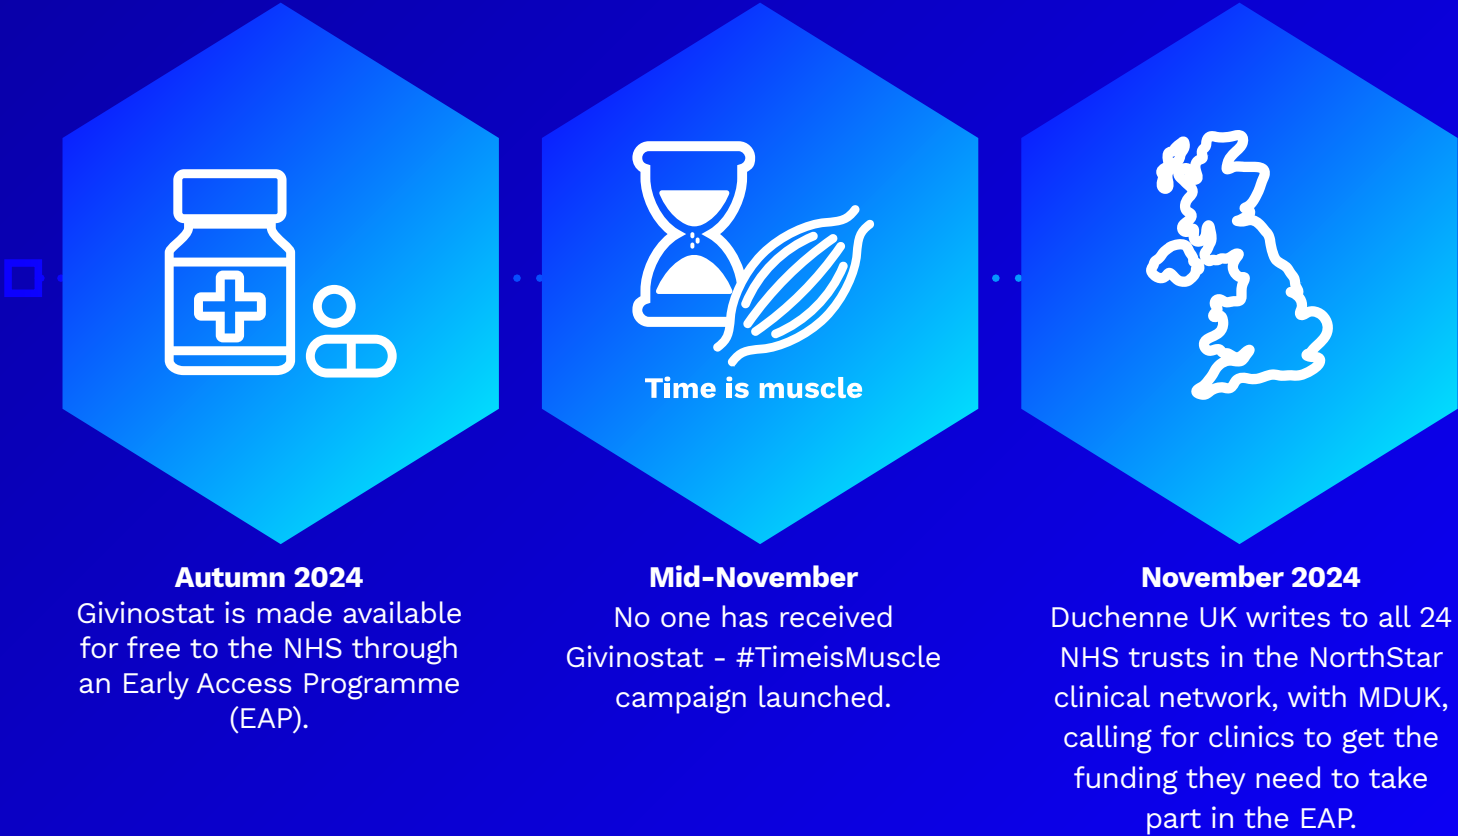 Time is muscle
Autumn 2024
Givinostat is made available
for free to the NHS through
an Early Access Programme
(EAP).
Mid-November
No one has received
Givinostat - #TimeisMuscle
campaign launched.
November 2024
Duchenne UK writes to all 24
NHS trusts in the NorthStar
clinical network, with MDUK,
calling for clinics to get the
funding they need to take
part in the EAP.